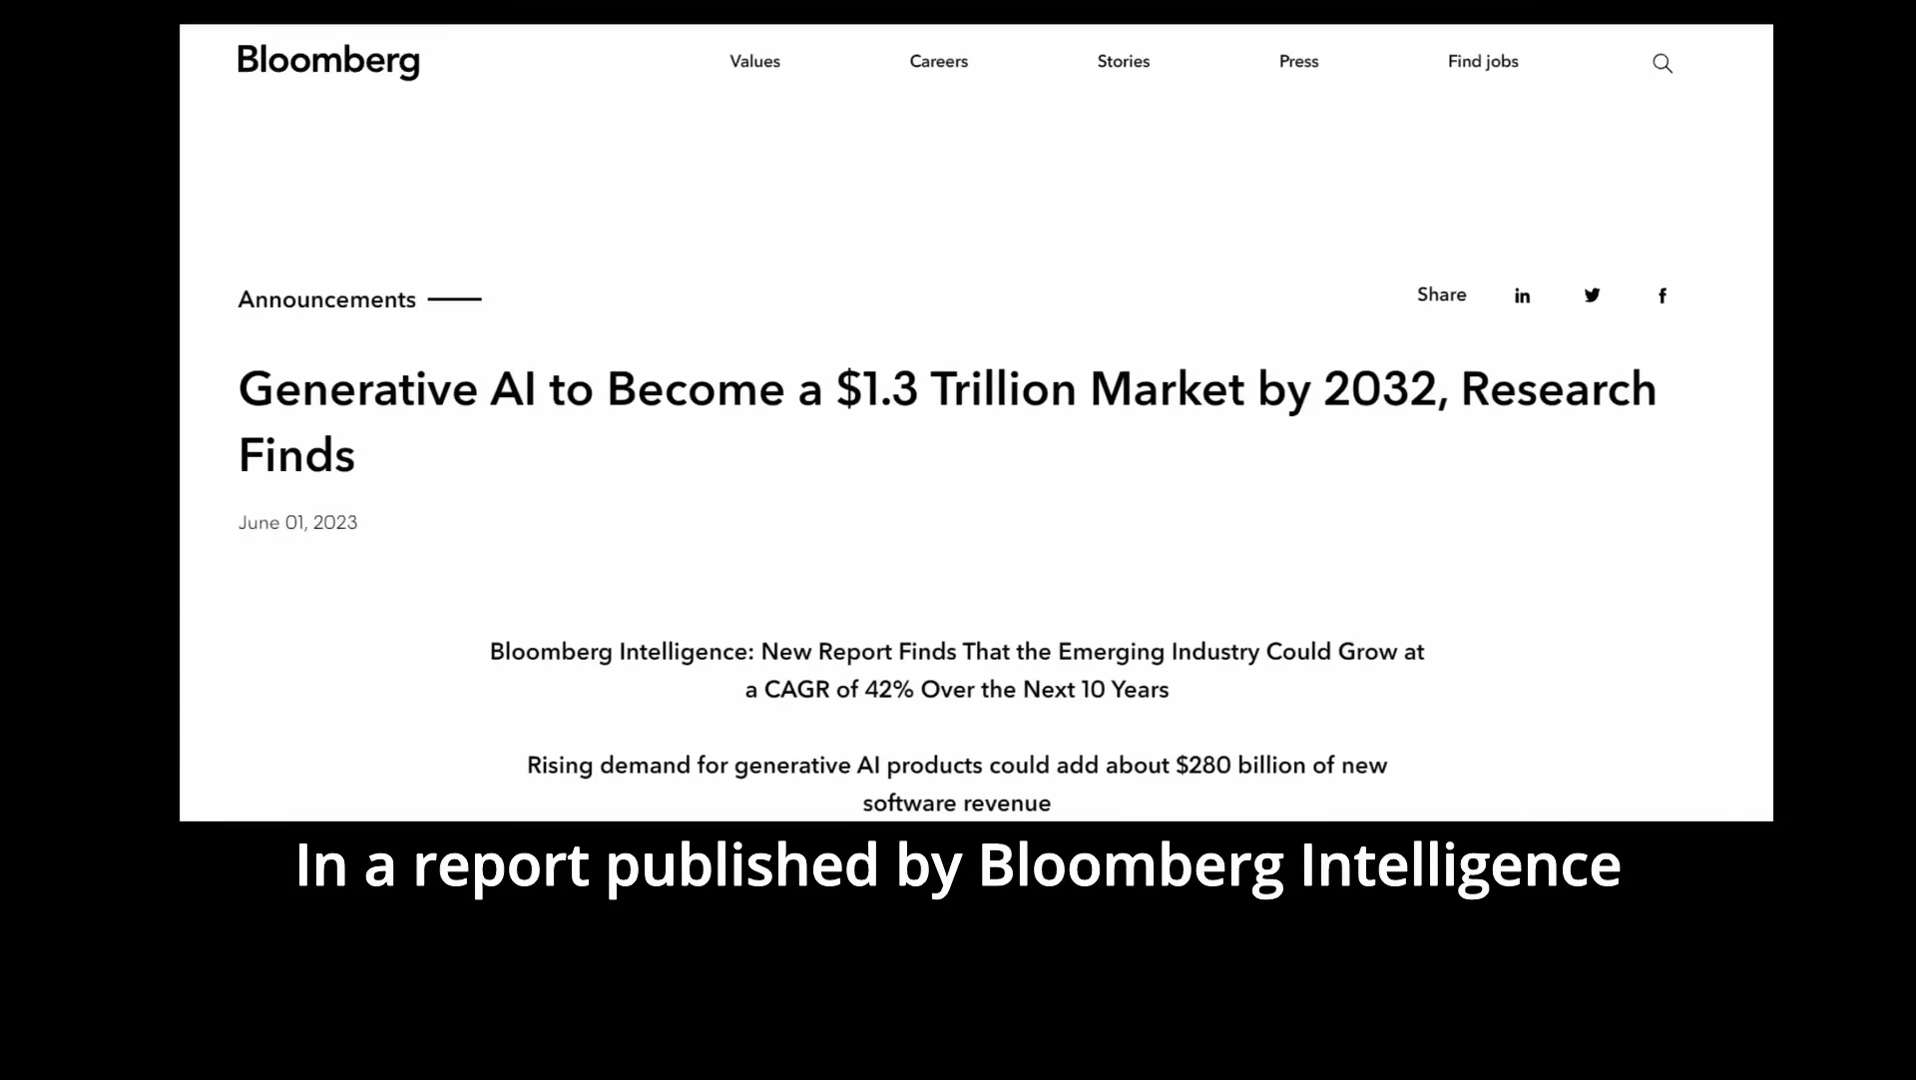 Bloomberg
Values
Careers
Stories
Press
Find jobs
Announcements
Share
Generative AI to Become a $1.3 Trillion Market by 2032, Research
Finds
June 01, 2023
Bloomberg Intelligence: New Report Finds That the Emerging Industry Could Grow at
a CAGR of 42% Over the Next 10 Years
Rising demand for generative AI products could add about $280 billion of new
software revenue
In a report published by Bloomberg Intelligence